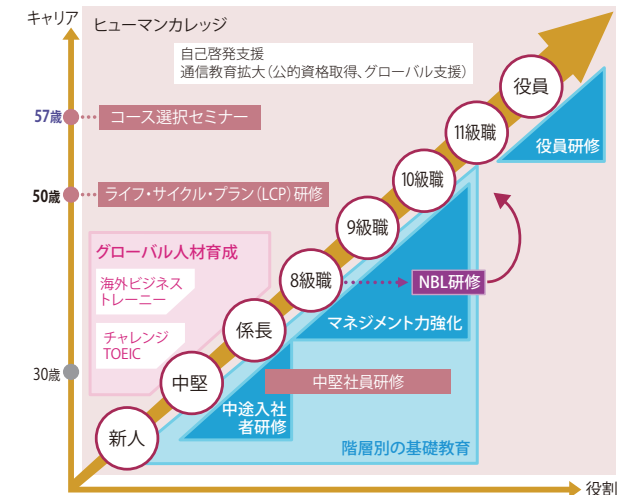 キャリア
ヒューマンカレッジ
自己啓発支援
通信教育拡大（公的資格取得、グローバル支援）
役員
57歳
コース選択セミナー
11級職
役員研修
10級職
50歳
ライフ・サイクル・プラン（LCP）研修
9級職
グローバル人材育成
海外ビジネス
トレーニー
8級職
NBL研修
チャレンジ
TOEIC
係長
マネジメント力強化
30歳
中堅
中堅社員研修
中途入社
者研修
新人
階層別の基礎教育
役割